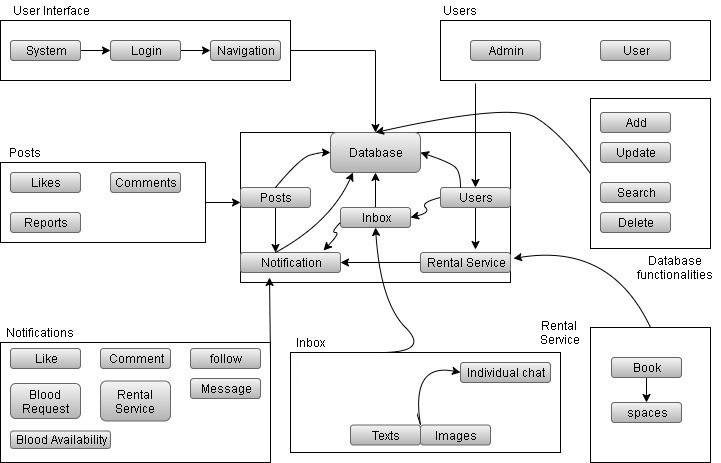 User Interface
System
Login
Navigation
Users
Admin
User
Add
Update
Search
Delete
Database
functionalities
Posts
Likes
Comments
Reports
Database
Posts
Users
Inbox
Notification
Rental Service
Notifications
Like
Comment
follow
Blood
Request
Rental
Service
Message
Blood Availability
Inbox
Individual chat
Texts
Images
Rental
Service
Book
spaces